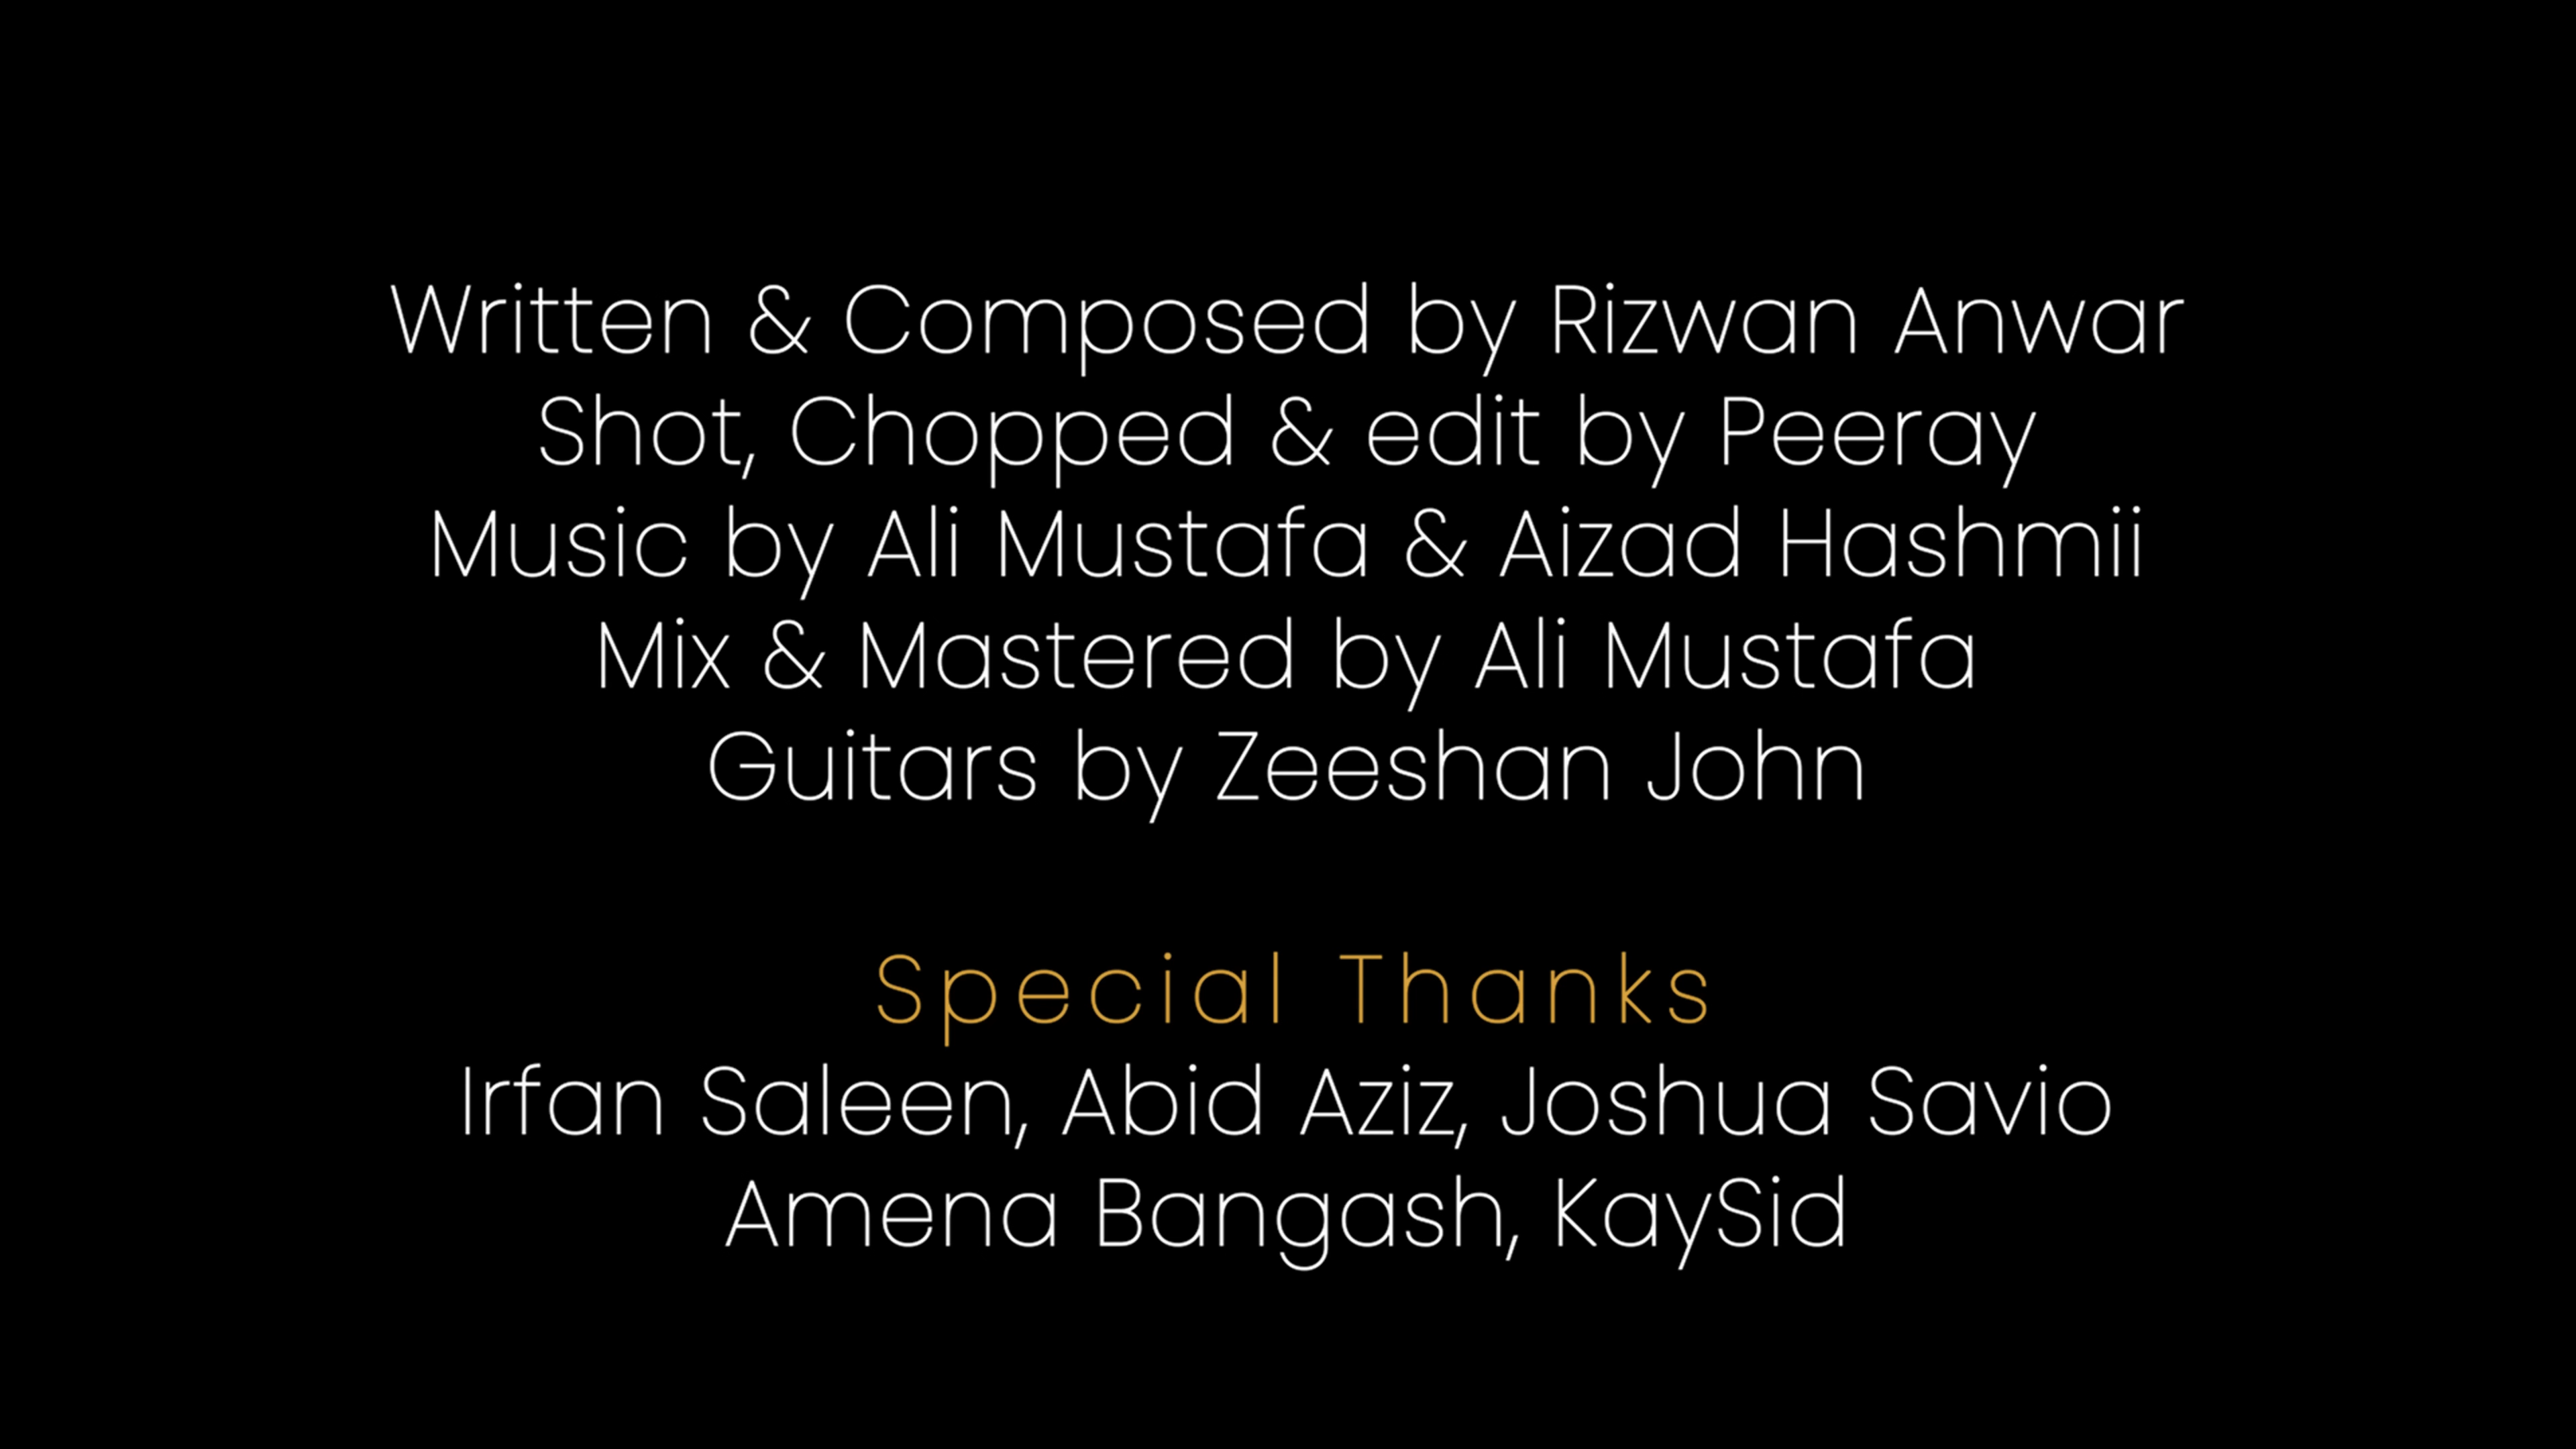 Written & Composed by Rizwan Anwar
Shot, Chopped & edit by Peeray
Music by Ali Mustafa & Aizad Hashmii
Mix & Mastered by Ali Mustafa
Guitars by Zeeshan John
Special Thanks
Irfan Saleen, Abid Aziz, Joshua Savio
Amena Bangash, KaySid